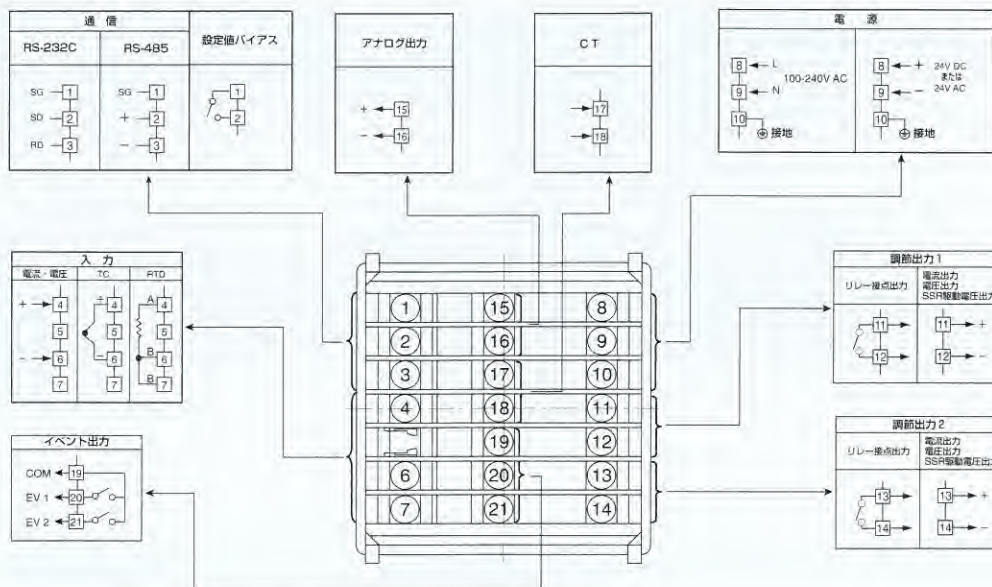 通 信
RS-232C
RS-485
設定値バイアス
SG 1
SD 2
RD 3
SG 1
+ 2
− 3
1
2
アナログ出力
+ 15
− 16
CT
17
18
電 源
8 L
9 N
10
100-240V AC
接地
8 +
9 −
10
24V DC
または
24V AC
接地
入 力
電流・電圧
TC
RTD
+ 4
5
− 6
7
+ 4
5
− 6
7
A 4
5
B 6
B 7
イベント出力
COM 19
EV 1 20
EV 2 21
1 15 8
2 16 9
3 17 10
4 18 11
19 12
6 20 13
7 21 14
調節出力1
リレー接点出力
電流出力
電圧出力
SSR駆動電圧出力
11
12
11 +
12 −
調節出力2
リレー接点出力
電流出力
電圧出力
SSR駆動電圧出力
13
14
13 +
14 −